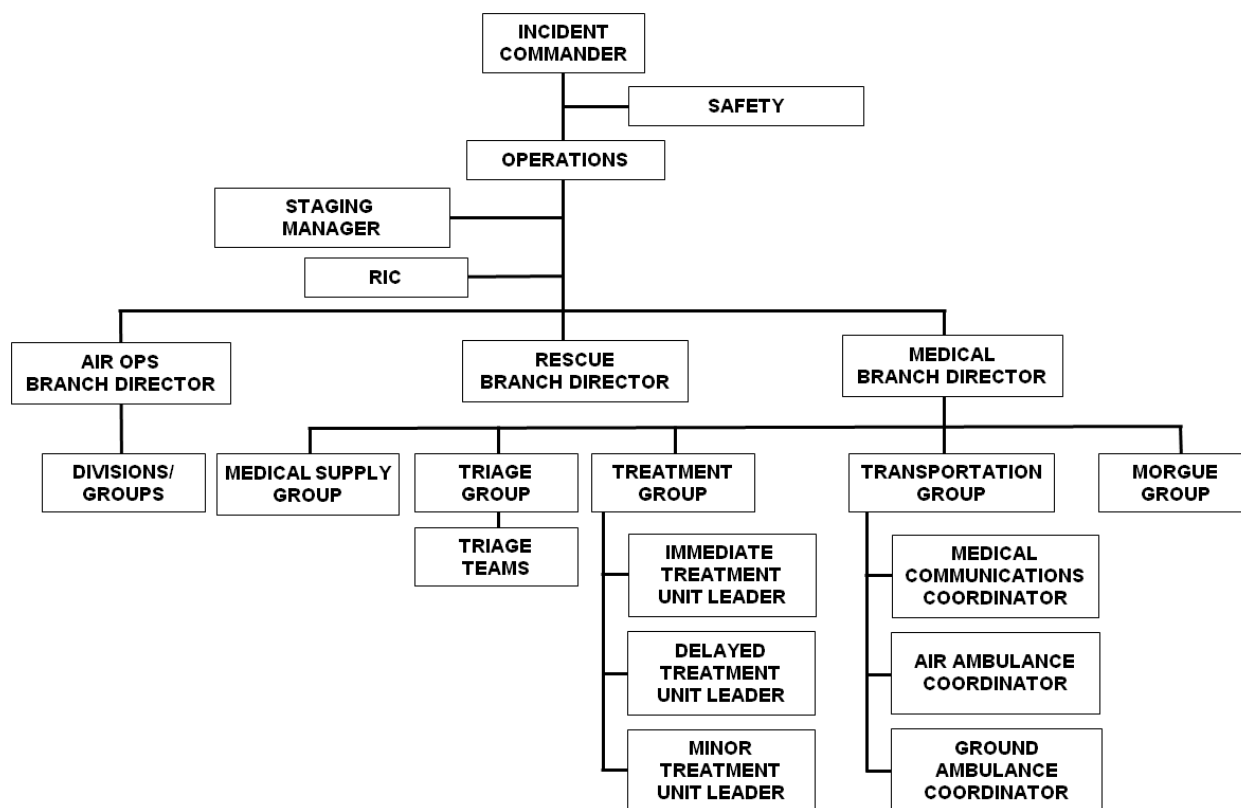 INCIDENT
COMMANDER
SAFETY
OPERATIONS
STAGING
MANAGER
RIC
AIR OPS
BRANCH DIRECTOR
RESCUE
BRANCH DIRECTOR
MEDICAL
BRANCH DIRECTOR
DIVISIONS/
GROUPS
MEDICAL SUPPLY
GROUP
TRIAGE
GROUP
TREATMENT
GROUP
TRANSPORTATION
GROUP
MORGUE
GROUP
TRIAGE
TEAMS
IMMEDIATE
TREATMENT
UNIT LEADER
DELAYED
TREATMENT
UNIT LEADER
MINOR
TREATMENT
UNIT LEADER
MEDICAL
COMMUNICATIONS
COORDINATOR
AIR AMBULANCE
COORDINATOR
GROUND
AMBULANCE
COORDINATOR